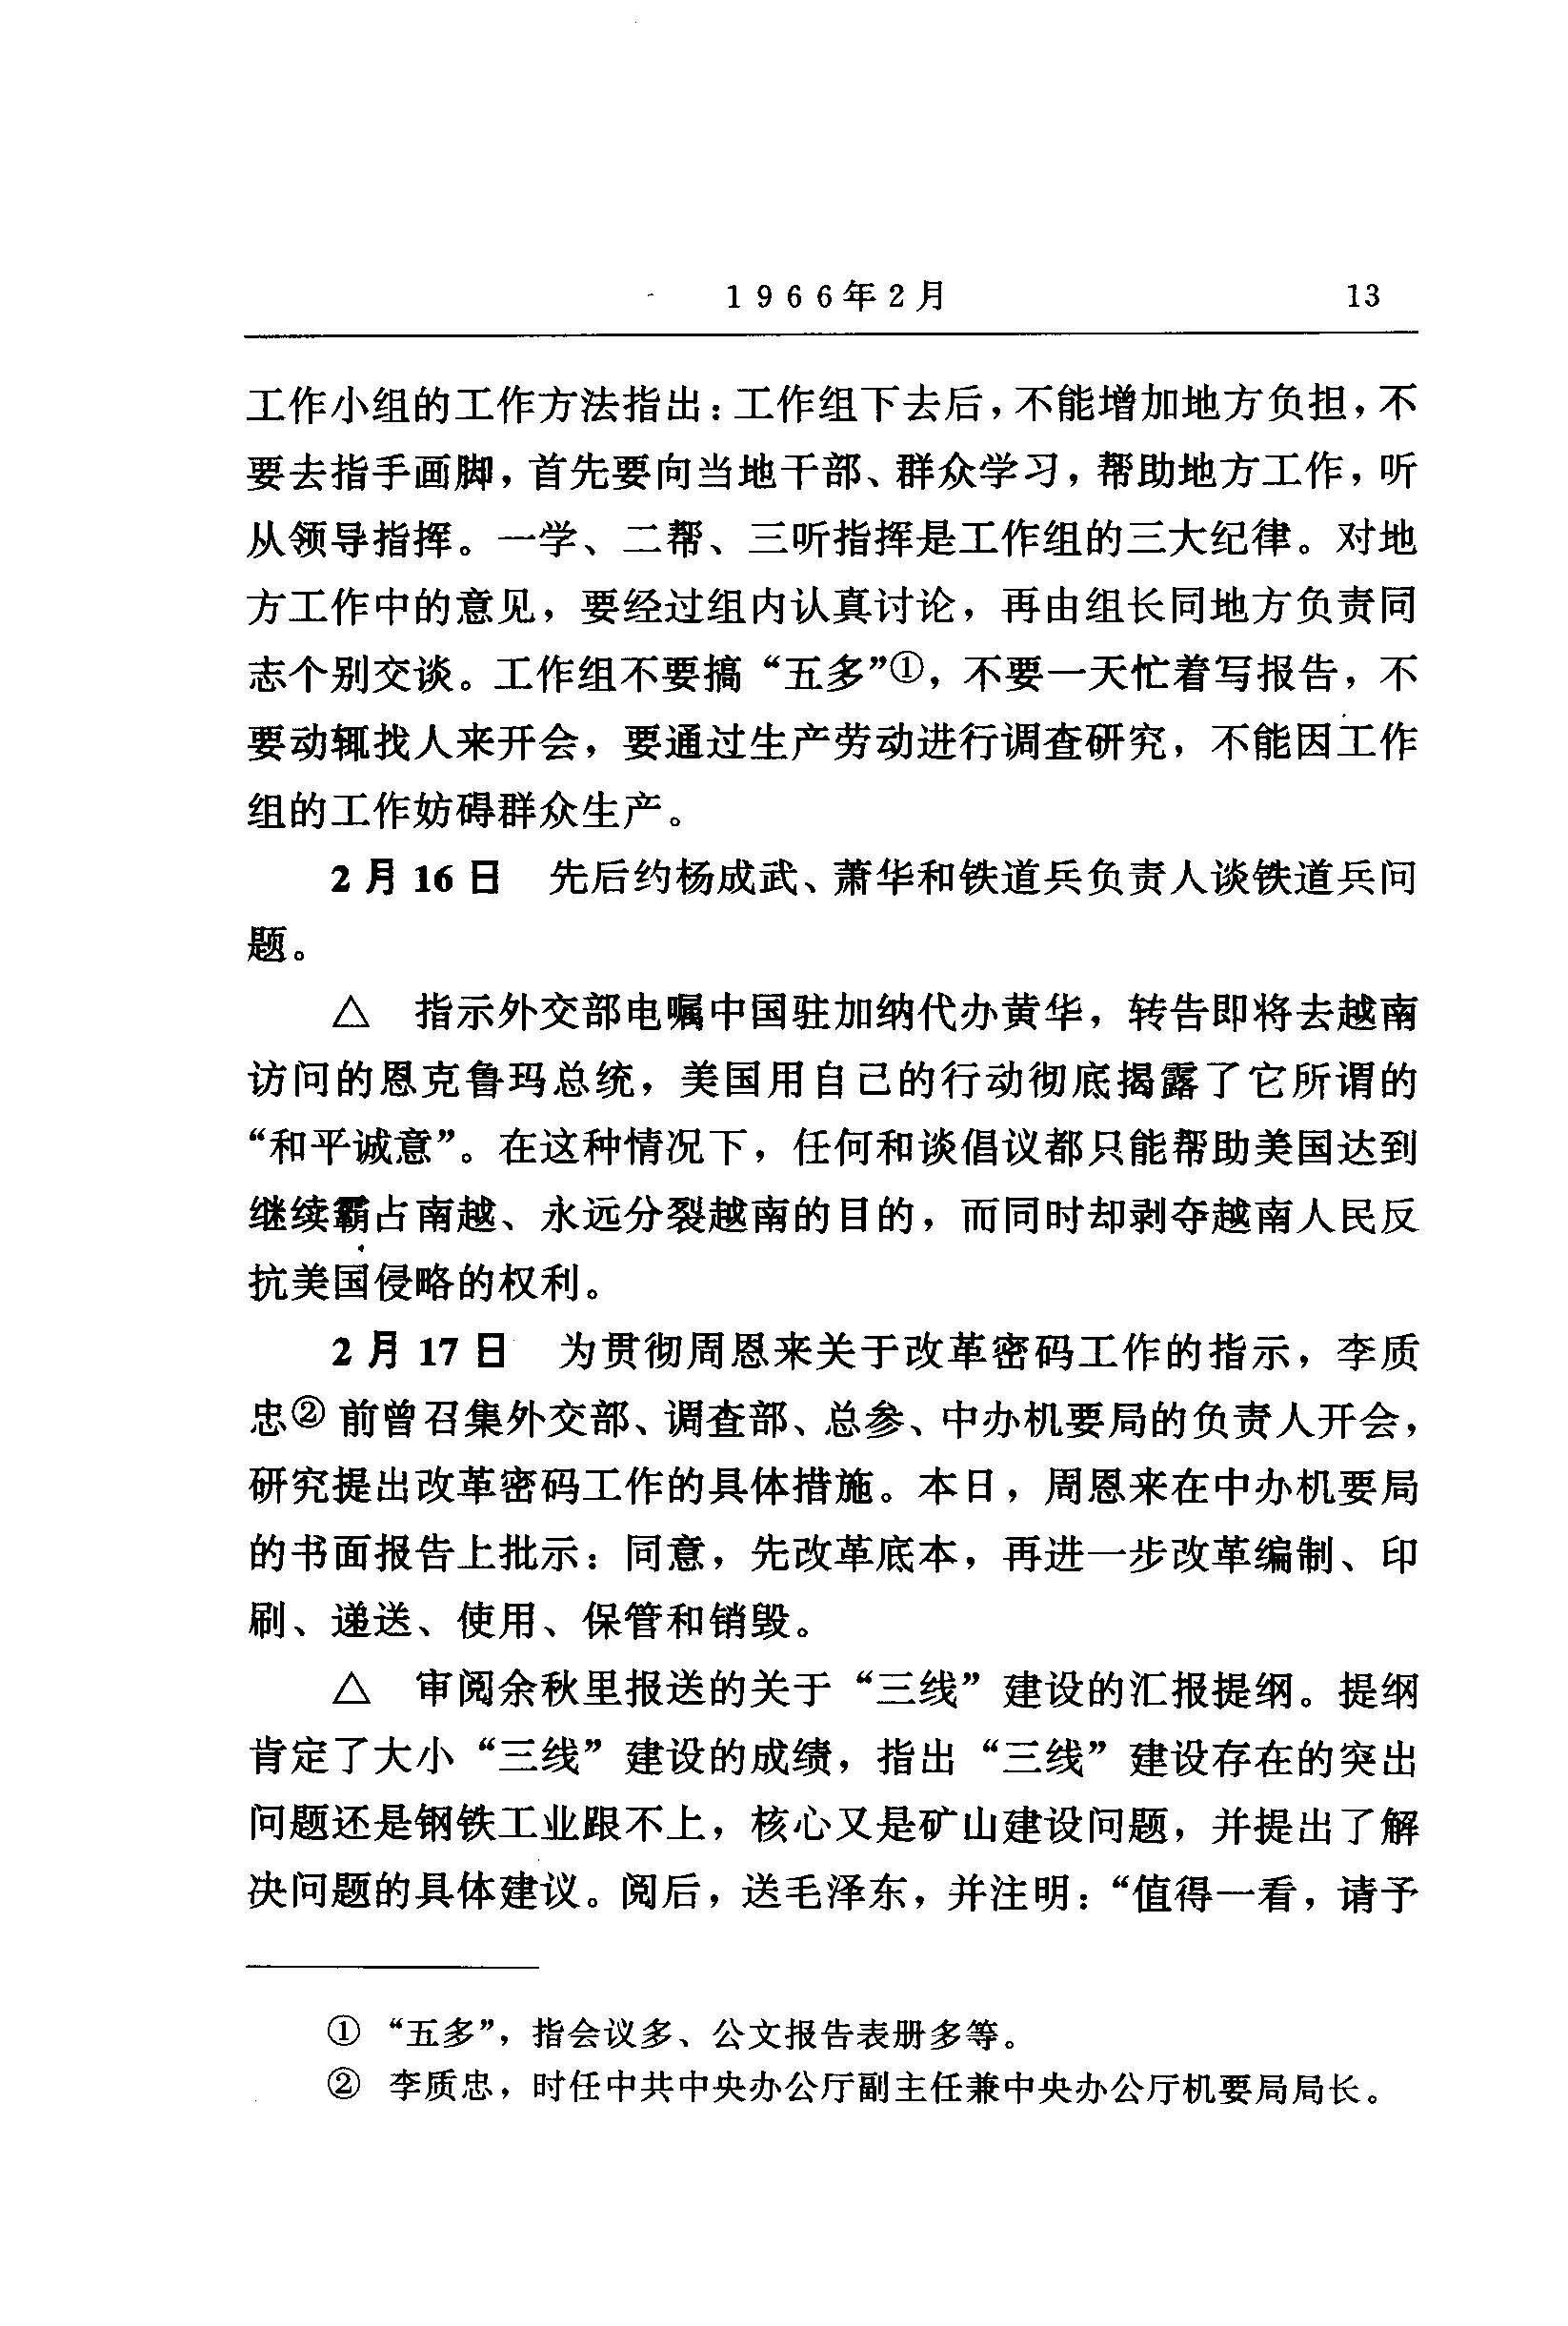 1966年2月 13
工作小组的工作方法指出：工作组下去后，不能增加地方负担，不
要去指手画脚，首先要向当地干部、群众学习，帮助地方工作，听
从领导指挥。一学、二帮、三听指挥是工作组的三大纪律。对地
方工作中的意见，要经过组内认真讨论，再由组长同地方负责同
志个别交谈。工作组不要搞“五多”①，不要一天忙着写报告，不
要动辄找人来开会，要通过生产劳动进行调查研究，不能因工作
组的工作妨碍群众生产。
2月16日 先后约杨成武、萧华和铁道兵负责人谈铁道兵问
题。
△ 指示外交部电嘱中国驻加纳代办黄华，转告即将去越南
访问的恩克鲁玛总统，美国用自己的行动彻底揭露了它所谓的
“和平诚意”。在这种情况下，任何和谈倡议都只能帮助美国达到
继续霸占南越、永远分裂越南的目的，而同时却剥夺越南人民反
抗美国侵略的权利。
2月17日 为贯彻周恩来关于改革密码工作的指示，李质
忠②前曾召集外交部、调查部、总参、中办机要局的负责人开会，
研究提出改革密码工作的具体措施。本日，周恩来在中办机要局
的书面报告上批示：同意，先改革底本，再进一步改革编制、印
刷、递送、使用、保管和销毁。
△ 审阅余秋里报送的关于“三线”建设的汇报提纲。提纲
肯定了大小“三线”建设的成绩，指出“三线”建设存在的突出
问题还是钢铁工业跟不上，核心又是矿山建设问题，并提出了解
决问题的具体建议。阅后，送毛泽东，并注明：“值得一看，请予
① “五多”，指会议多、公文报告表册多等。
② 李质忠，时任中共中央办公厅副主任兼中央办公厅机要局局长。